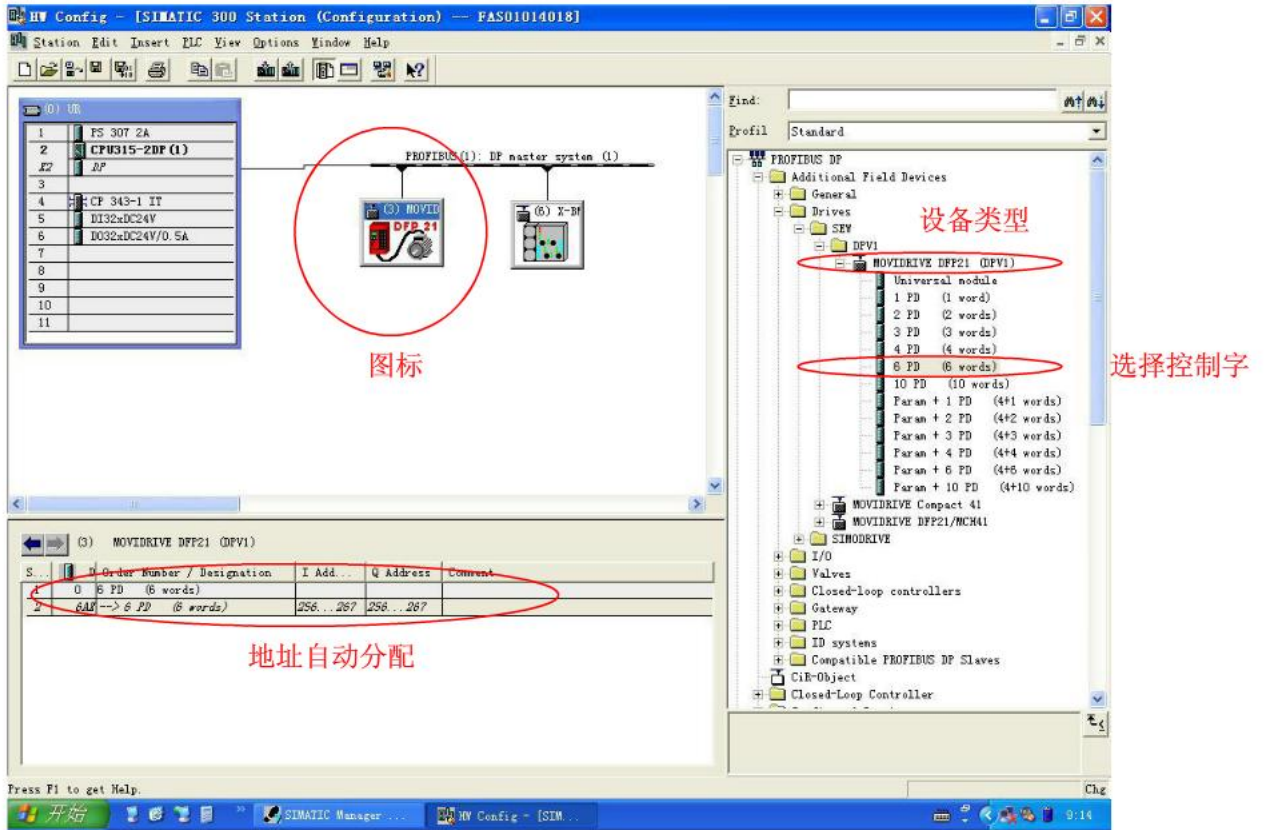 HW Config - [SIMATIC 300 Station (Configuration) -- FAS01014018]
Station Edit Insert PLC View Options Window Help
(0) UR
1 PS 307 2A
2 CPU315-2DP(1)
X2 DP
3
4 CP 343-1 IT
5 DI32xDC24V
6 DO32xDC24V/0.5A
7
8
9
10
11
PROFIBUS(1): DP master system (1)
(3) MOVID
DFP 21
(6) X-BM
图标
Find:
Profil Standard
PROFIBUS DP
Additional Field Devices
General
Drives
设备类型
SEW
DPV1
MOVIDRIVE DFP21 (DPV1)
Universal module
1 PD (1 word)
2 PD (2 words)
3 PD (3 words)
4 PD (4 words)
6 PD (6 words)
选择控制字
10 PD (10 words)
Param + 1 PD (4+1 words)
Param + 2 PD (4+2 words)
Param + 3 PD (4+3 words)
Param + 4 PD (4+4 words)
Param + 6 PD (4+6 words)
Param + 10 PD (4+10 words)
MOVIDRIVE Compact 41
MOVIDRIVE DFP21/MCH41
SIMODRIVE
I/O
Valves
Closed-loop controllers
Gateway
PLC
ID systems
Compatible PROFIBUS DP Slaves
CiR-Object
Closed-Loop Controller
(3) MOVIDRIVE DFP21 (DPV1)
S... D Order Number / Designation I Add... Q Address Comment
1 0 6 PD (6 words)
2 6AX --> 6 PD (6 words) 256...267 256...267
地址自动分配
Press F1 to get Help.
Chg
开始 SIMATIC Manager ... HW Config - [SIM... 9:14